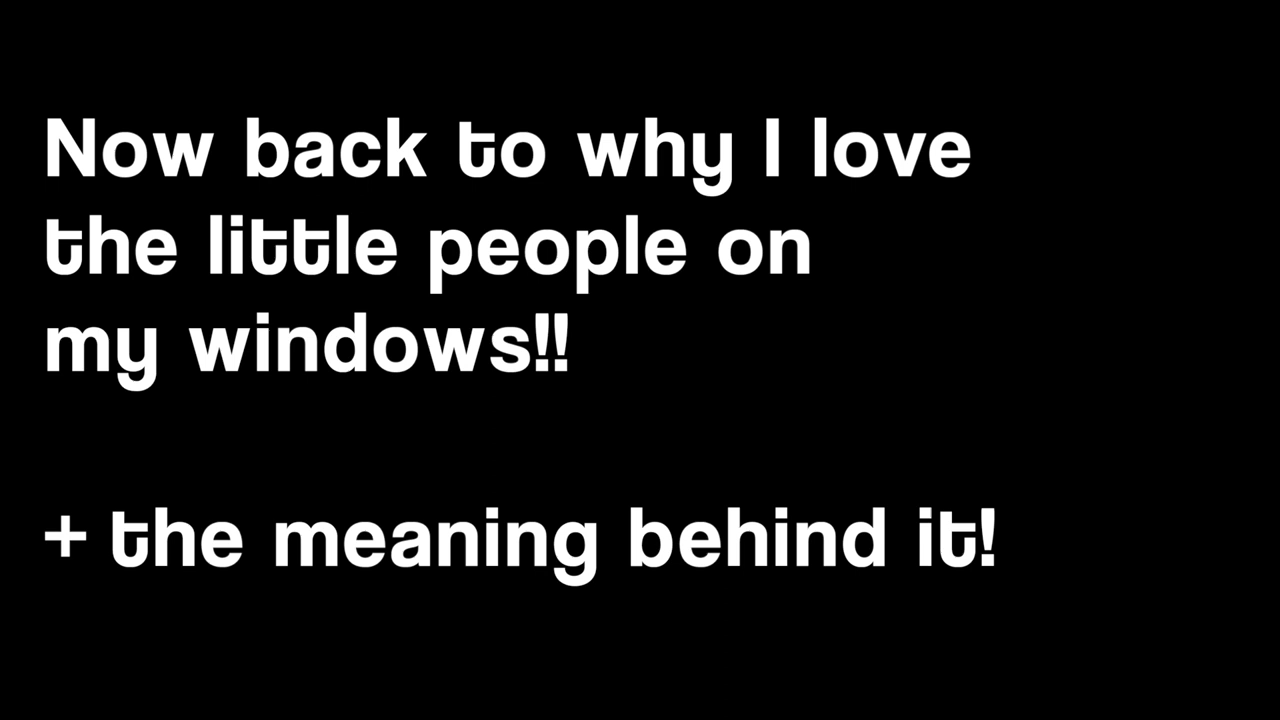 Now back to why I love
the little people on
my windows!!
+ the meaning behind it!